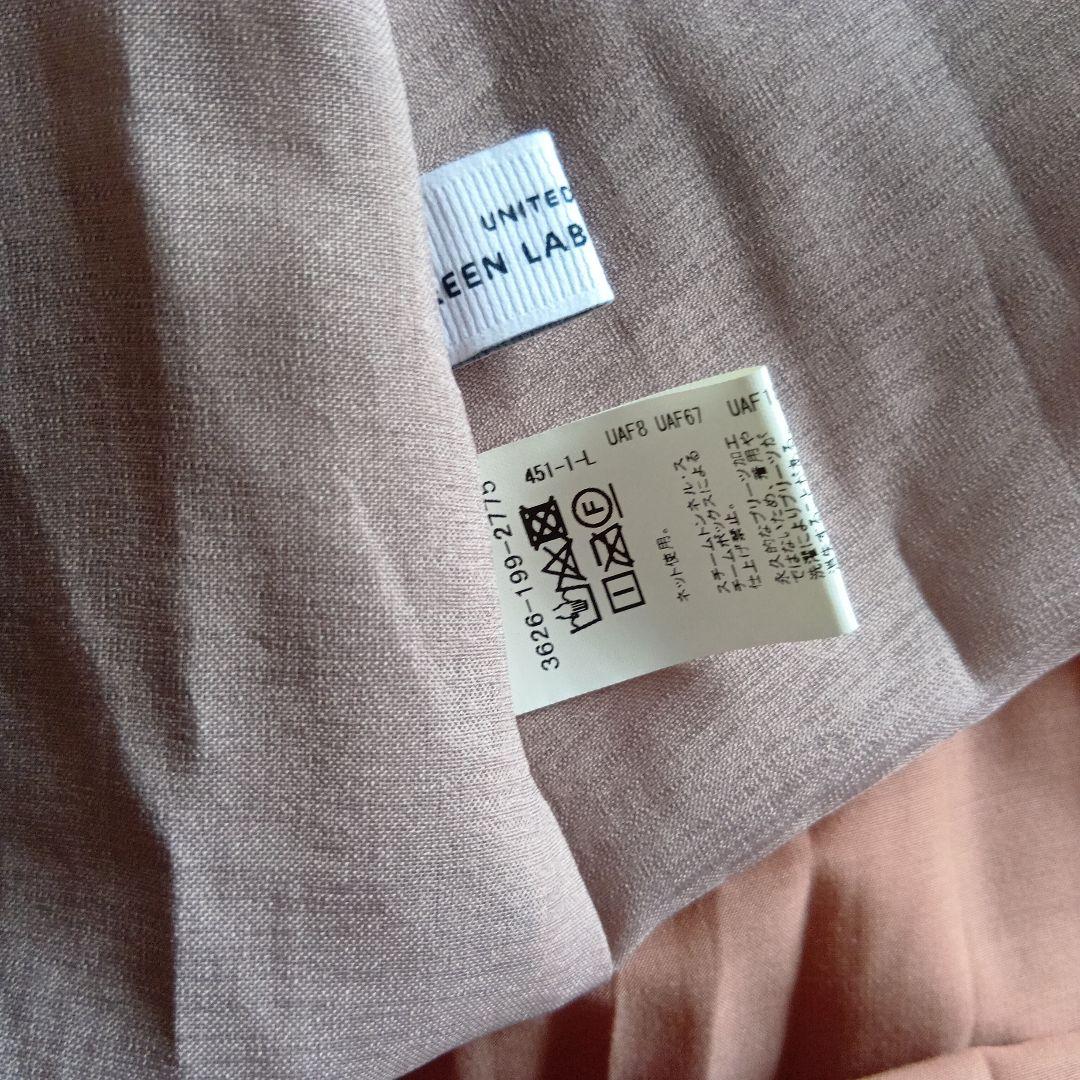 UNITED
REEN LAB
3626-199-2775
451-1-L
UAF8 UAF67 UAF1
F
ネット使用。
スチームトンネル・ス
チームボックスによる
仕上げ禁止。
永久的なプリーツ加工
ではないため、着用や
洗濯によりプリーツが